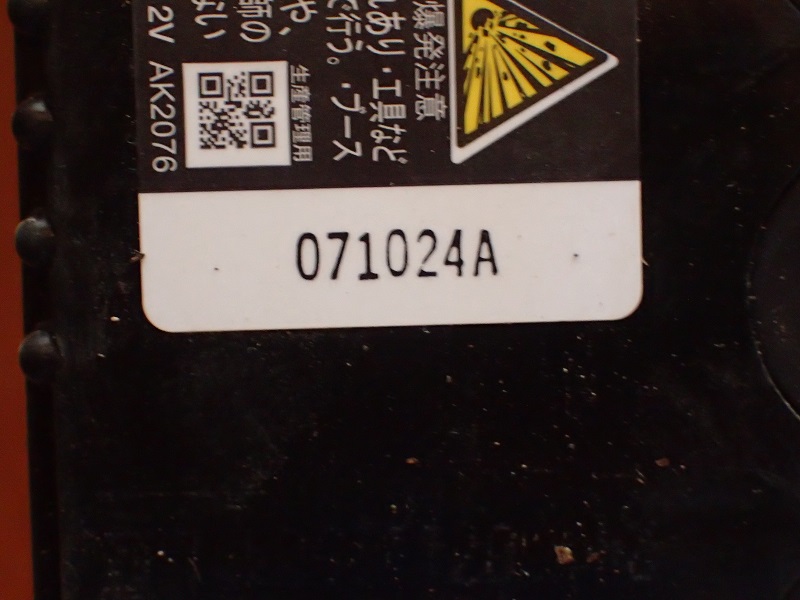 爆発注意
れあり・工具など
で行う。・ブース
生産管理用
や、
師の
ない
2V AK2076
071024A